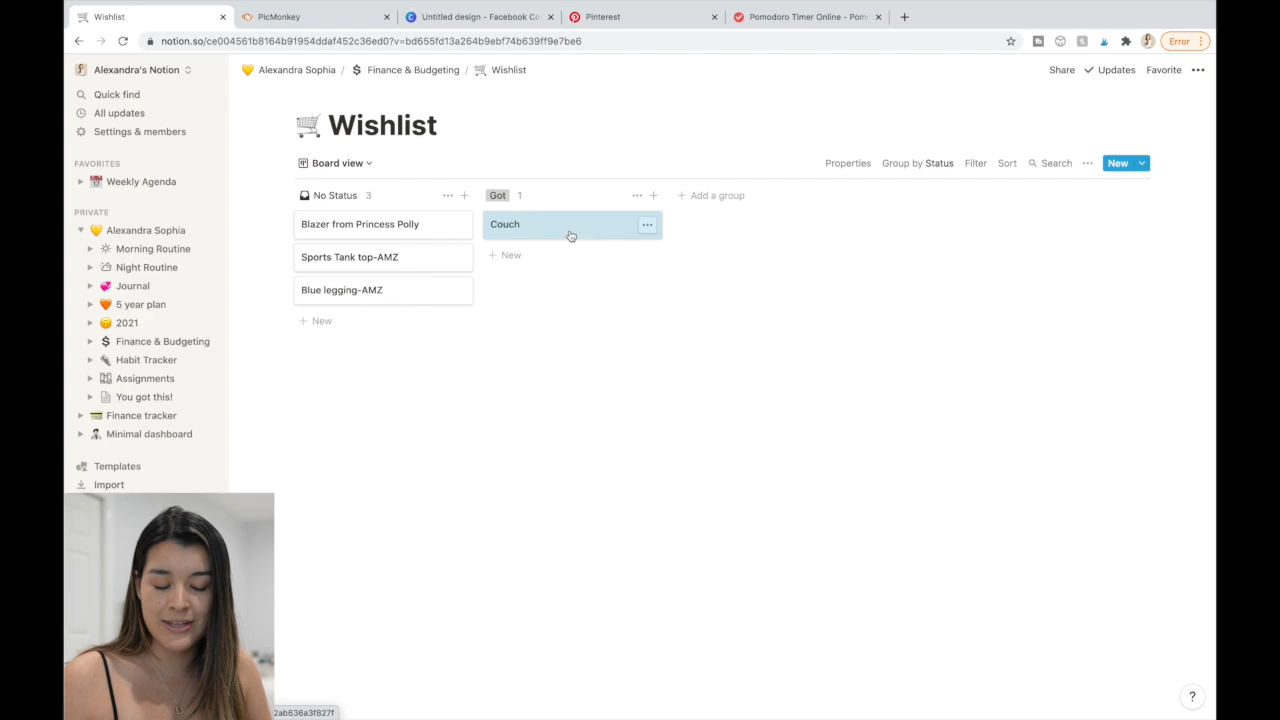 Wishlist
PicMonkey
Untitled design - Facebook Co
Pinterest
Pomodoro Timer Online - Pom
notion.so/ce004561b8164b91954ddaf452c36ed0?v=bd655fd13a264b9ebf74b639ff9e7be6
Error
Alexandra's Notion
Alexandra Sophia / $ Finance & Budgeting / Wishlist
Share
Updates
Favorite
Quick find
All updates
Settings & members
FAVORITES
Weekly Agenda
PRIVATE
Alexandra Sophia
Morning Routine
Night Routine
Journal
5 year plan
2021
$ Finance & Budgeting
Habit Tracker
Assignments
You got this!
Finance tracker
Minimal dashboard
Templates
Import
Wishlist
Board view
Properties
Group by Status
Filter
Sort
Search
New
No Status 3
Got 1
+ Add a group
Blazer from Princess Polly
Couch
Sports Tank top-AMZ
+ New
Blue legging-AMZ
+ New
2ab636a3f827f
?